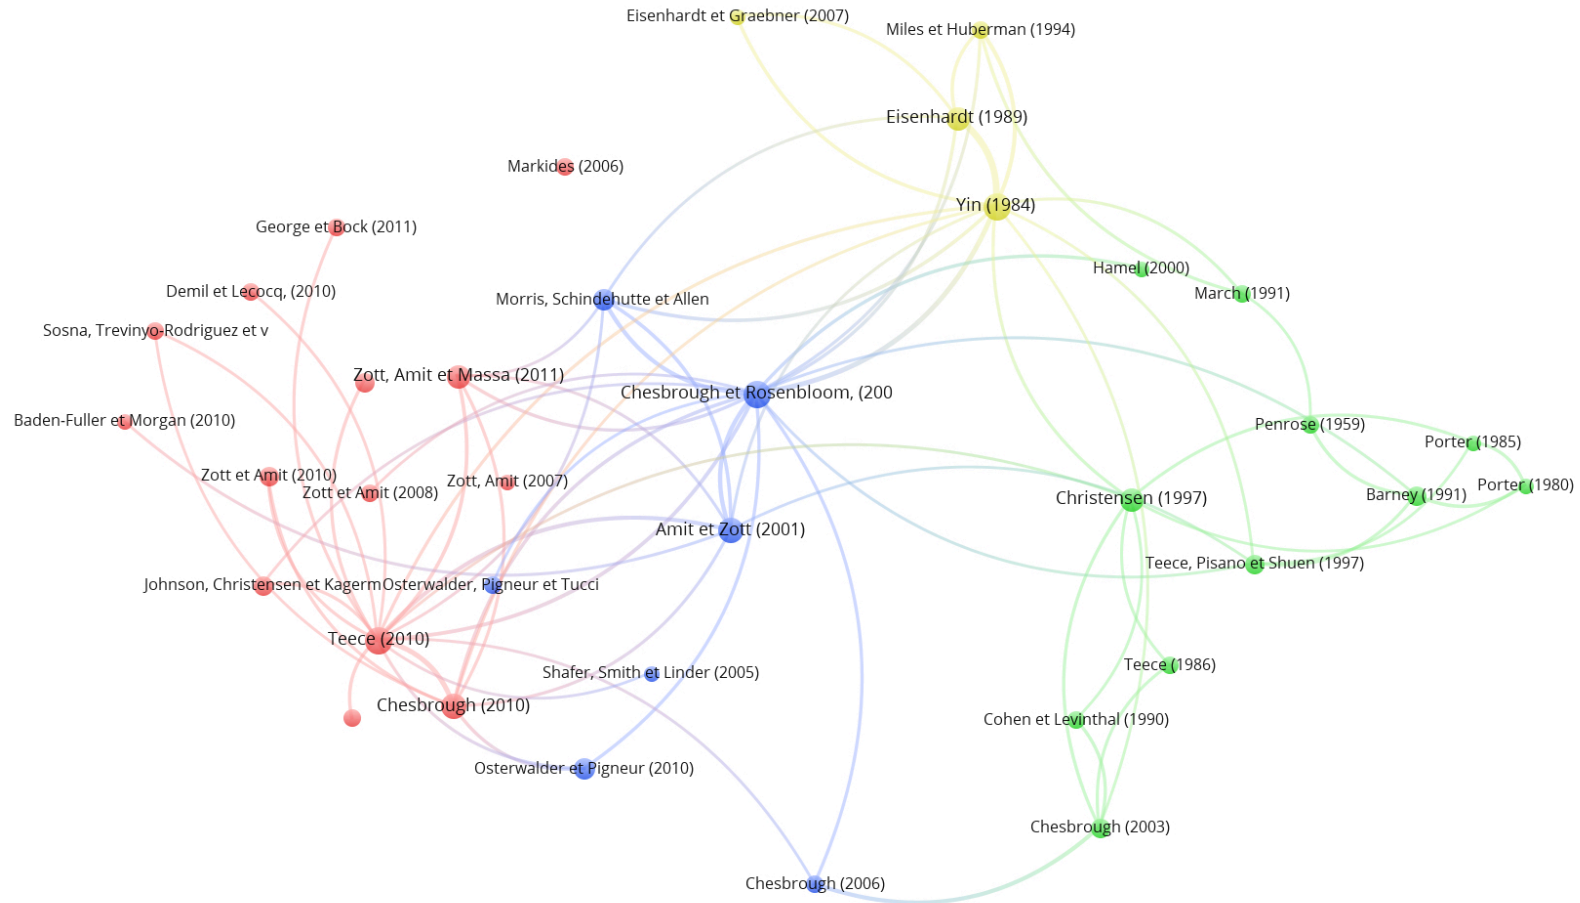 Eisenhardt et Graebner (2007)
Miles et Huberman (1994)
Eisenhardt (1989)
Markides (2006)
Yin (1984)
George et Bock (2011)
Hamel (2000)
Demil et Lecocq, (2010)
March (1991)
Morris, Schindehutte et Allen
Sosna, Trevinyo-Rodriguez et v
Zott, Amit et Massa (2011)
Chesbrough et Rosenbloom, (200
Baden-Fuller et Morgan (2010)
Penrose (1959)
Porter (1985)
Zott et Amit (2010)
Zott, Amit (2007)
Porter (1980)
Zott et Amit (2008)
Christensen (1997)
Barney (1991)
Amit et Zott (2001)
Teece, Pisano et Shuen (1997)
Johnson, Christensen et Kagerm
Osterwalder, Pigneur et Tucci
Teece (2010)
Teece (1986)
Shafer, Smith et Linder (2005)
Chesbrough (2010)
Cohen et Levinthal (1990)
Osterwalder et Pigneur (2010)
Chesbrough (2003)
Chesbrough (2006)